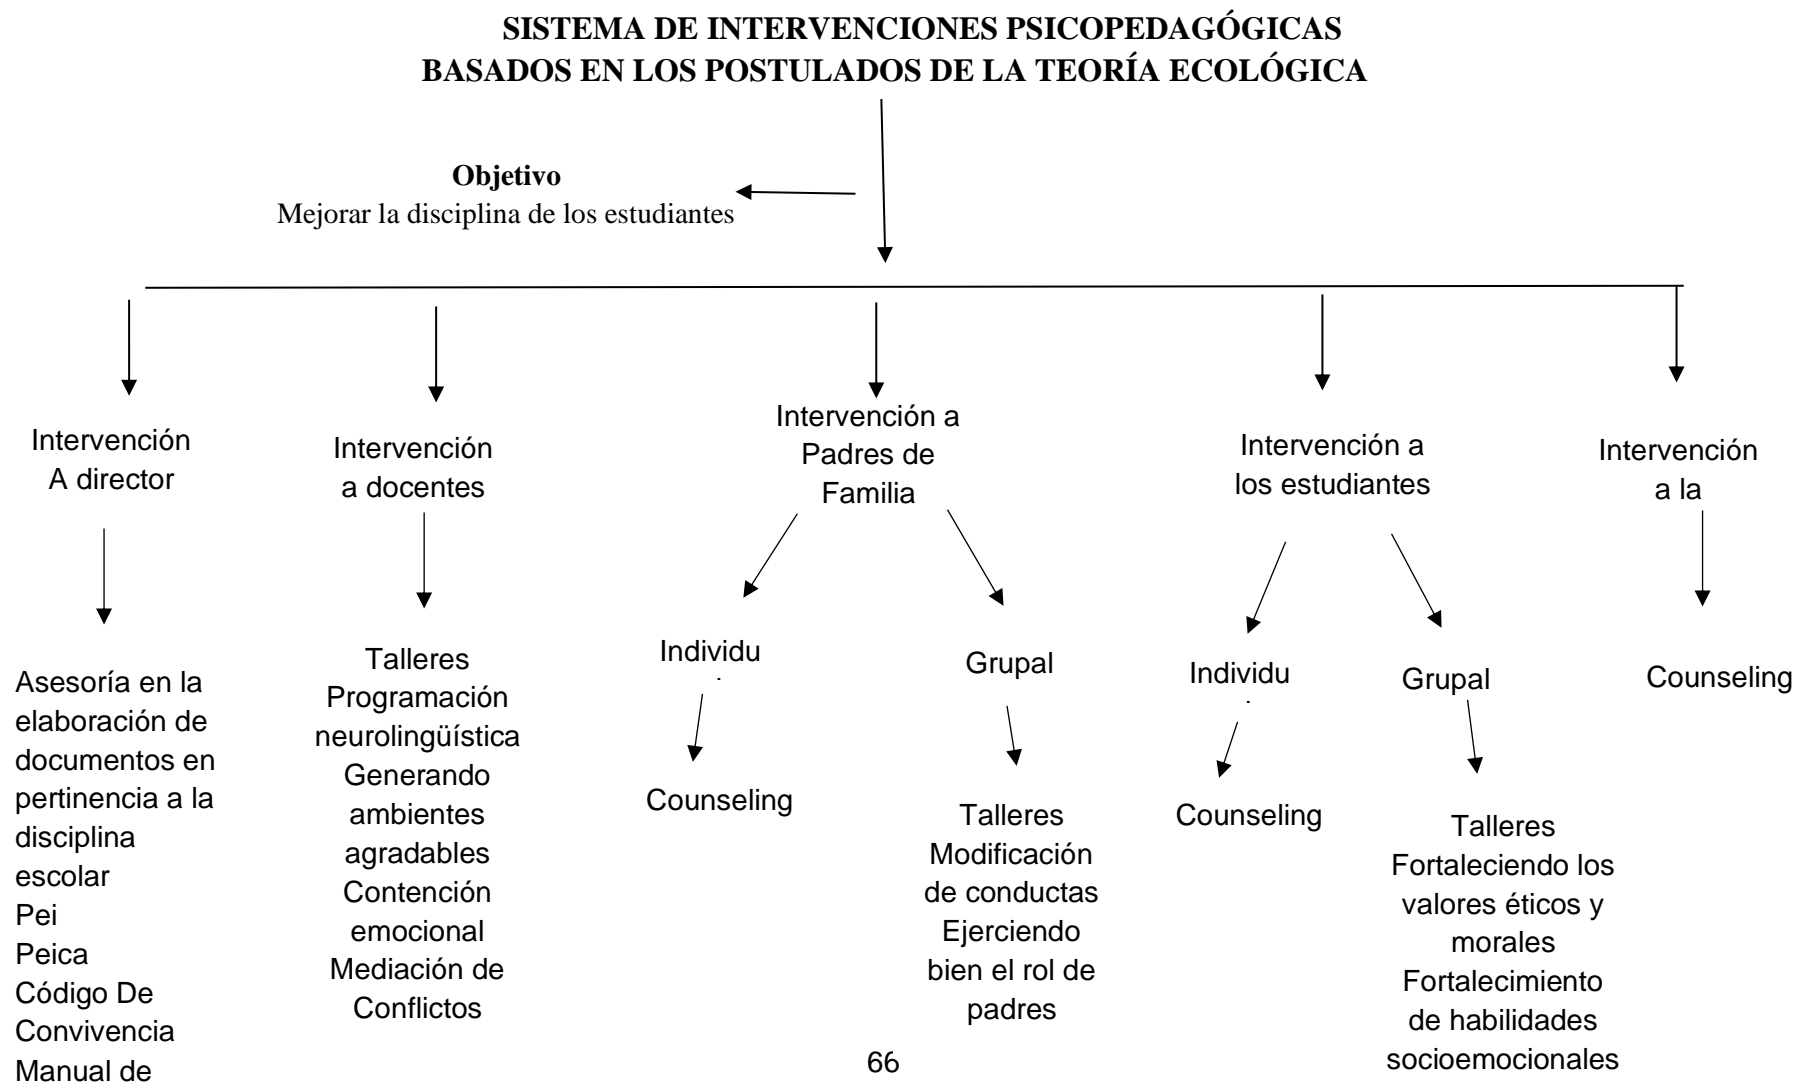 SISTEMA DE INTERVENCIONES PSICOPEDAGÓGICAS
BASADOS EN LOS POSTULADOS DE LA TEORÍA ECOLÓGICA
Objetivo
Mejorar la disciplina de los estudiantes
Intervención
A director
Intervención
a docentes
Intervención a
Padres de
Familia
Intervención a
los estudiantes
Intervención
a la
Asesoría en la
elaboración de
documentos en
pertinencia a la
disciplina
escolar
Pei
Peica
Código De
Convivencia
Manual de
Talleres
Programación
neurolingüística
Generando
ambientes
agradables
Contención
emocional
Mediación de
Conflictos
Individu
Counseling
Grupal
Talleres
Modificación
de conductas
Ejerciendo
bien el rol de
padres
Individu
Counseling
Grupal
Talleres
Fortaleciendo los
valores éticos y
morales
Fortalecimiento
de habilidades
socioemocionales
Counseling
66